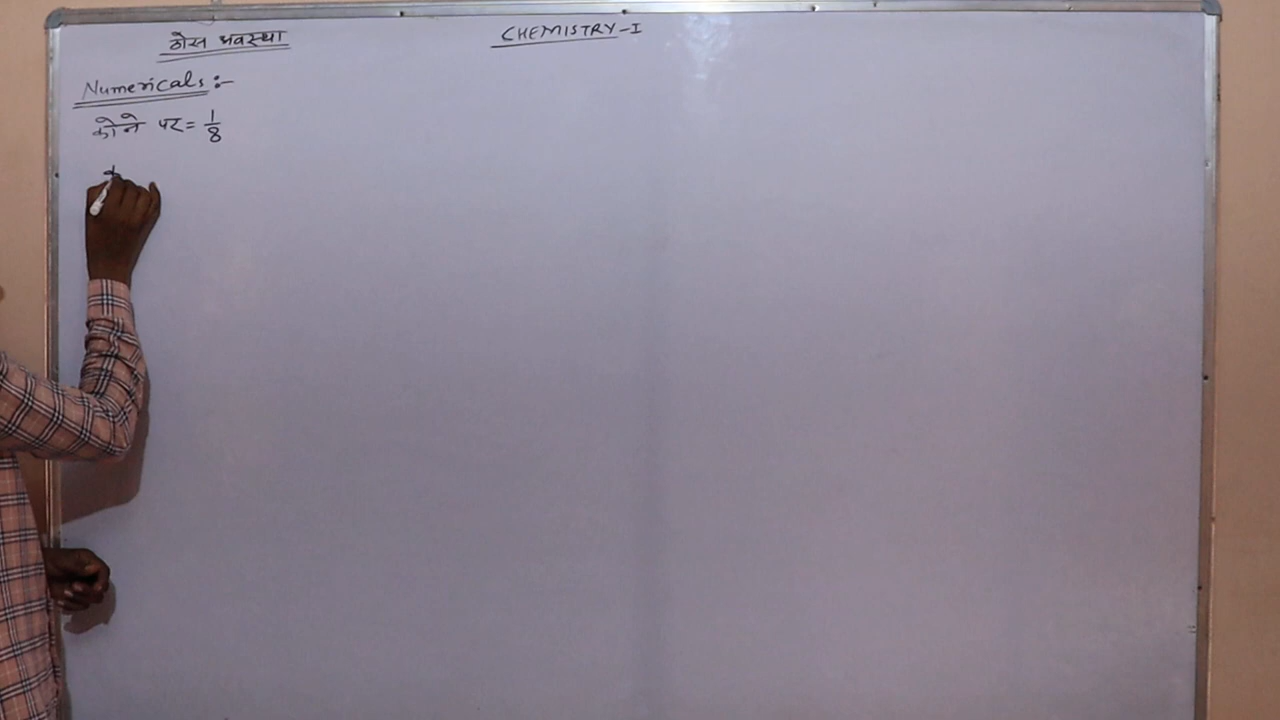 ठोस अवस्था
CHEMISTRY-I
Numericals:-
कोने पर = 1/8